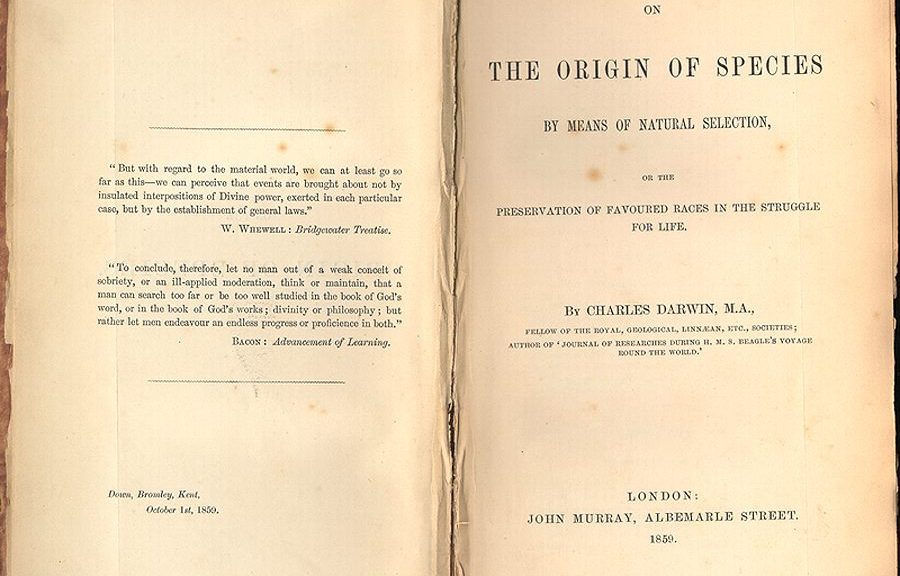 “But with regard to the material world, we can at least go so
far as this—we can perceive that events are brought about not by
insulated interpositions of Divine power, exerted in each particular
case, but by the establishment of general laws.”
W. WHEWELL: Bridgewater Treatise.
“To conclude, therefore, let no man out of a weak conceit of
sobriety, or an ill-applied moderation, think or maintain, that a
man can search too far or be too well studied in the book of God's
word, or in the book of God's works; divinity or philosophy; but
rather let men endeavour an endless progress or proficience in both.”
BACON: Advancement of Learning.
Down, Bromley, Kent,
October 1st, 1859.
ON
THE ORIGIN OF SPECIES
BY MEANS OF NATURAL SELECTION,
OR THE
PRESERVATION OF FAVOURED RACES IN THE STRUGGLE
FOR LIFE.
BY CHARLES DARWIN, M.A.,
FELLOW OF THE ROYAL, GEOLOGICAL, LINNÆAN, ETC., SOCIETIES;
AUTHOR OF ‘JOURNAL OF RESEARCHES DURING H. M. S. BEAGLE'S VOYAGE
ROUND THE WORLD.’
LONDON:
JOHN MURRAY, ALBEMARLE STREET.
1859.